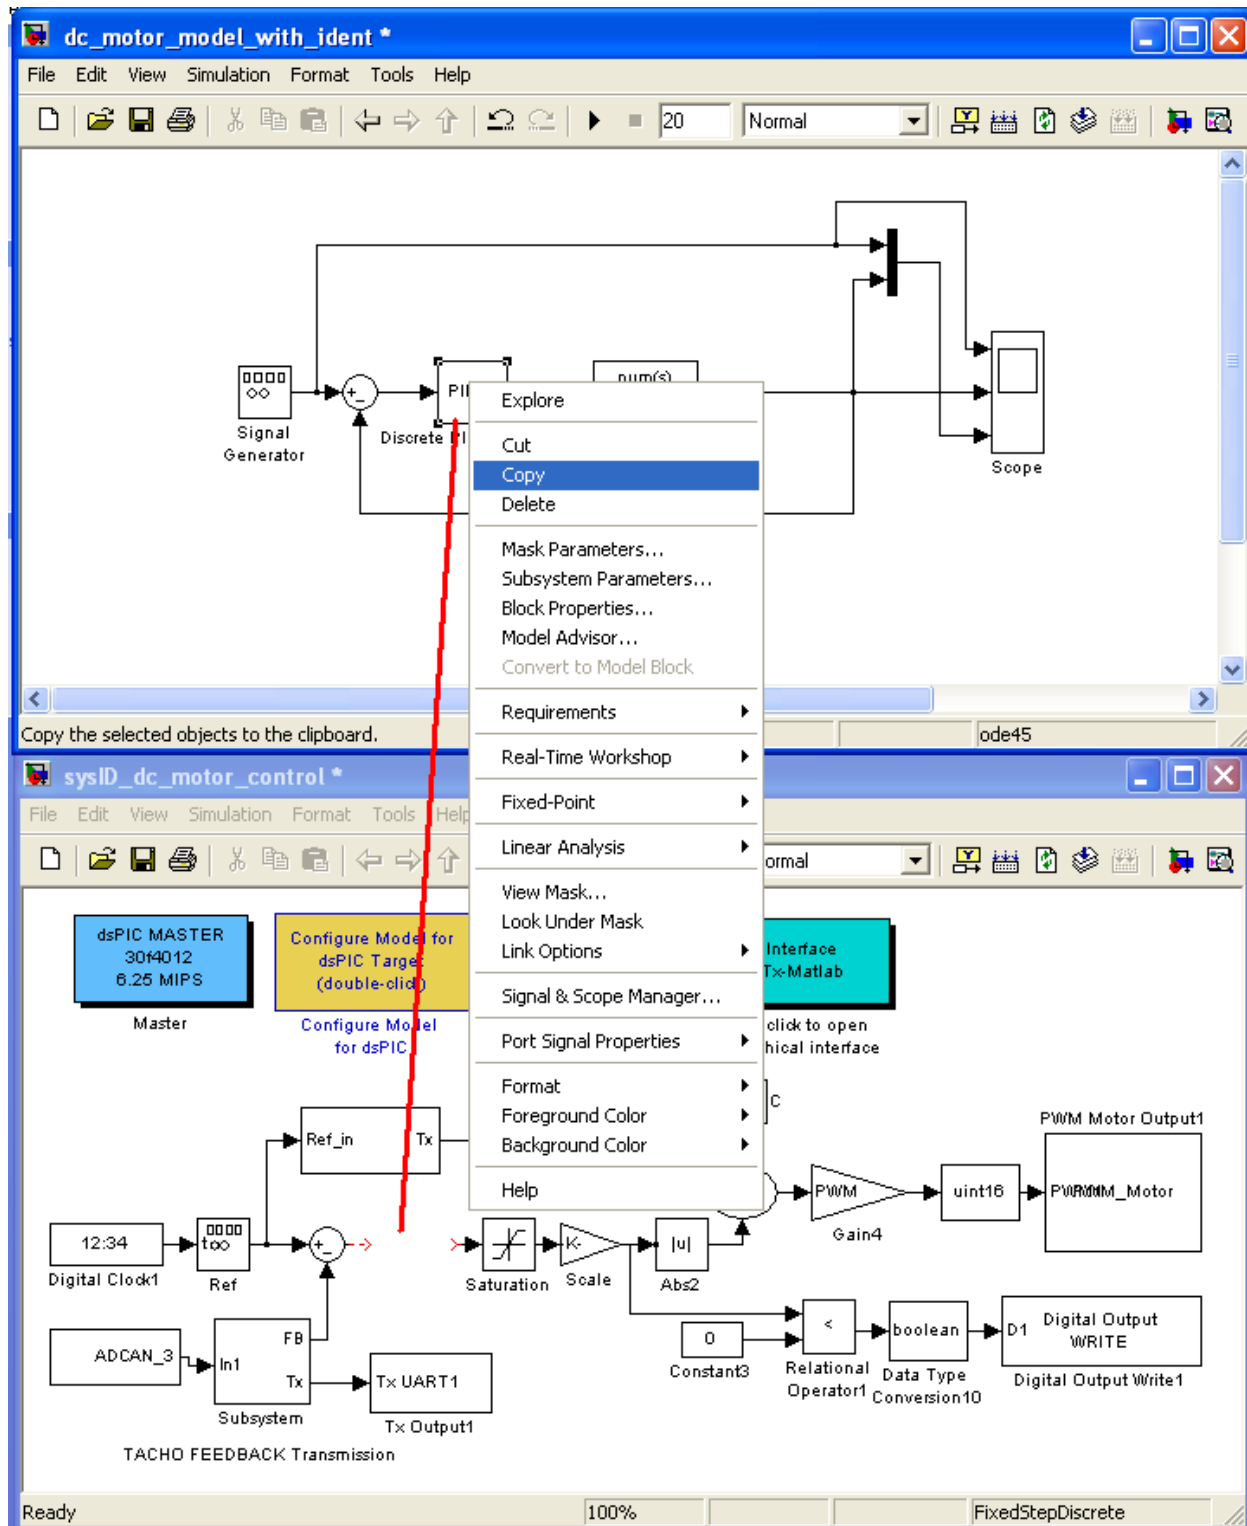 dc_motor_model_with_ident *
File Edit View Simulation Format Tools Help
20 Normal
num(s)
Signal
Generator
Discrete
Scope
Explore
Cut
Copy
Delete
Mask Parameters...
Subsystem Parameters...
Block Properties...
Model Advisor...
Convert to Model Block
Requirements
Real-Time Workshop
Fixed-Point
Linear Analysis
View Mask...
Look Under Mask
Link Options
Signal & Scope Manager...
Port Signal Properties
Format
Foreground Color
Background Color
Help
Copy the selected objects to the clipboard.
ode45
sysID_dc_motor_control *
File Edit View Simulation Format Tools Help
ormal
dsPIC MASTER
30f4012
6.25 MIPS
Master
Configure Model for
dsPIC Target
(double-click)
Configure Model
for dsPIC
Interface
Tx-Matlab
click to open
hical interface
Ref_in Tx
C
PWM Motor Output1
PWM
Gain4
uint16
PWM_Motor
12:34
Digital Clock1
Ref
Saturation
K-
Scale
|u|
Abs2
ADCAN_3
In1
FB
Tx
Subsystem
Tx UART1
Tx Output1
TACHO FEEDBACK Transmission
0
Constant3
<
Relational
Operator1
boolean
Data Type
Conversion10
D1
Digital Output
WRITE
Digital Output Write1
Ready
100%
FixedStepDiscrete